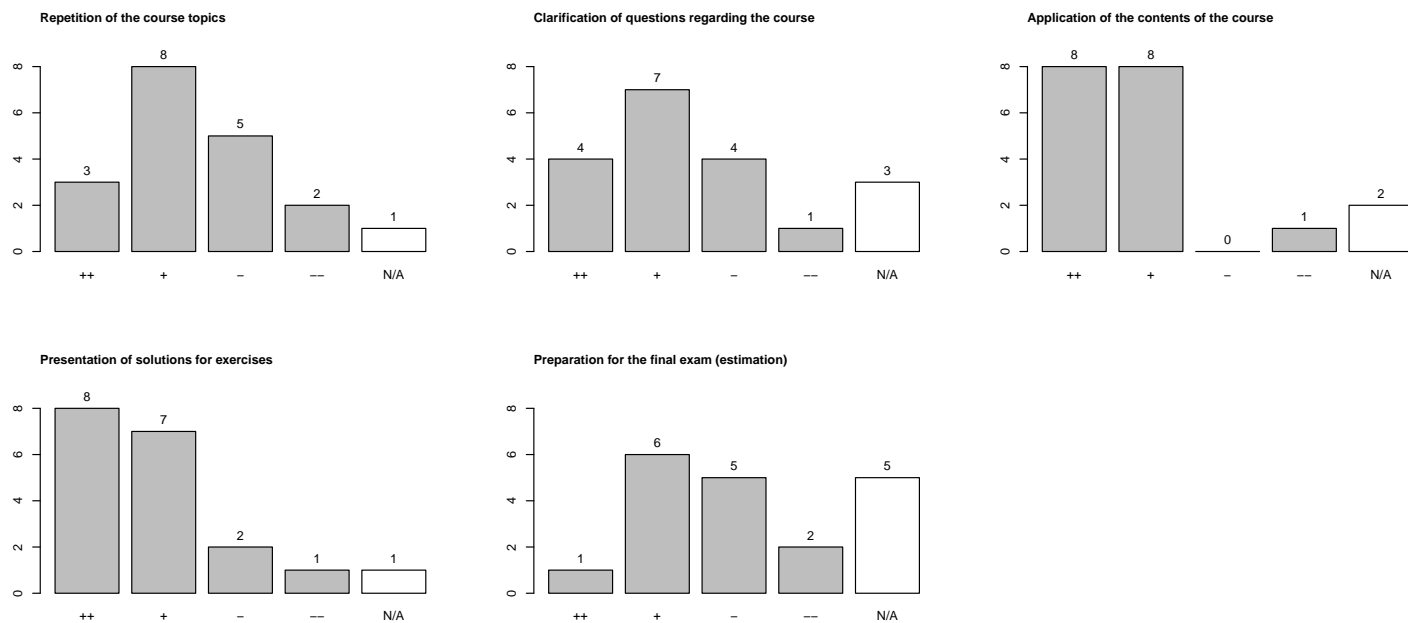 Repetition of the course topics
8
5
3
2
1
0 2 4 6 8
++ + − −− N/A
Clarification of questions regarding the course
7
4 4
3
1
0 2 4 6 8
++ + − −− N/A
Application of the contents of the course
8 8
2
1
0
0 2 4 6 8
++ + − −− N/A
Presentation of solutions for exercises
8
7
2
1 1
0 2 4 6 8
++ + − −− N/A
Preparation for the final exam (estimation)
6
5 5
2
1
0 2 4 6 8
++ + − −− N/A